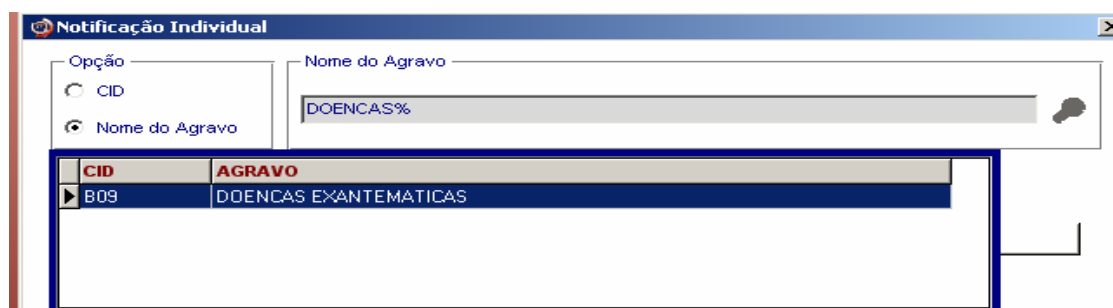 Notificação Individual
Opção
Nome do Agravo
CID
DOENCAS%
Nome do Agravo
CID AGRAVO
B09 DOENCAS EXANTEMATICAS